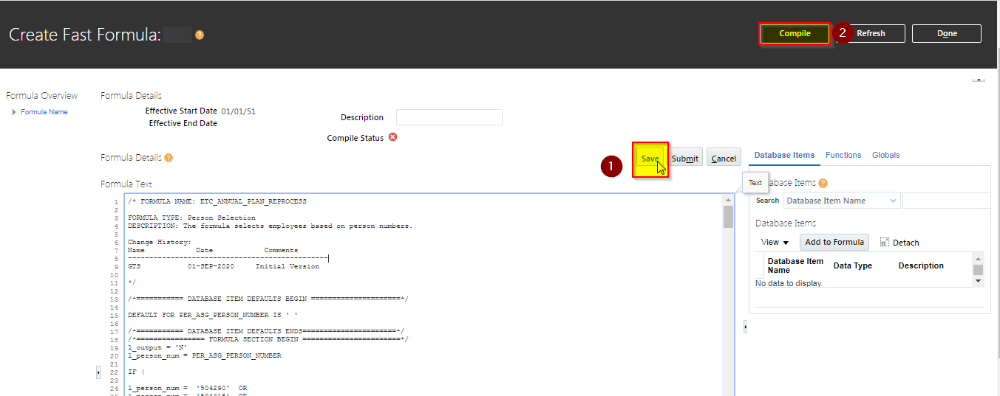 Create Fast Formula:
Compile
2
Refresh
Done
Formula Overview
Formula Name
Formula Details
Effective Start Date 01/01/51
Effective End Date
Description
Compile Status
Formula Details
1
Save
Submit
Cancel
Formula Text
1 /* FORMULA NAME: ETC_ANNUAL_PLAN_REPROCESS
2
3 FORMULA TYPE: Person Selection
4 DESCRIPTION: The formula selects employees based on person numbers.
5
6 Change History:
7 Name Date Comments
8 ------------------------------------------------
9 GTS 01-SEP-2020 Initial Version
10
11 */
12
13 /*=========== DATABASE ITEM DEFAULTS BEGIN =====================*/
14
15 DEFAULT FOR PER_ASG_PERSON_NUMBER IS ' '
16
17 /*=========== DATABASE ITEM DEFAULTS ENDS======================*/
18 /*================ FORMULA SECTION BEGIN =======================*/
19 l_output = 'N'
20 l_person_num = PER_ASG_PERSON_NUMBER
21
22 IF (
23
24 l_person_num = '504290' OR
Database Items Functions Globals
Text
Database Items
Search Database Item Name
Database Items
View Add to Formula Detach
Database Item Name Data Type Description
No data to display.